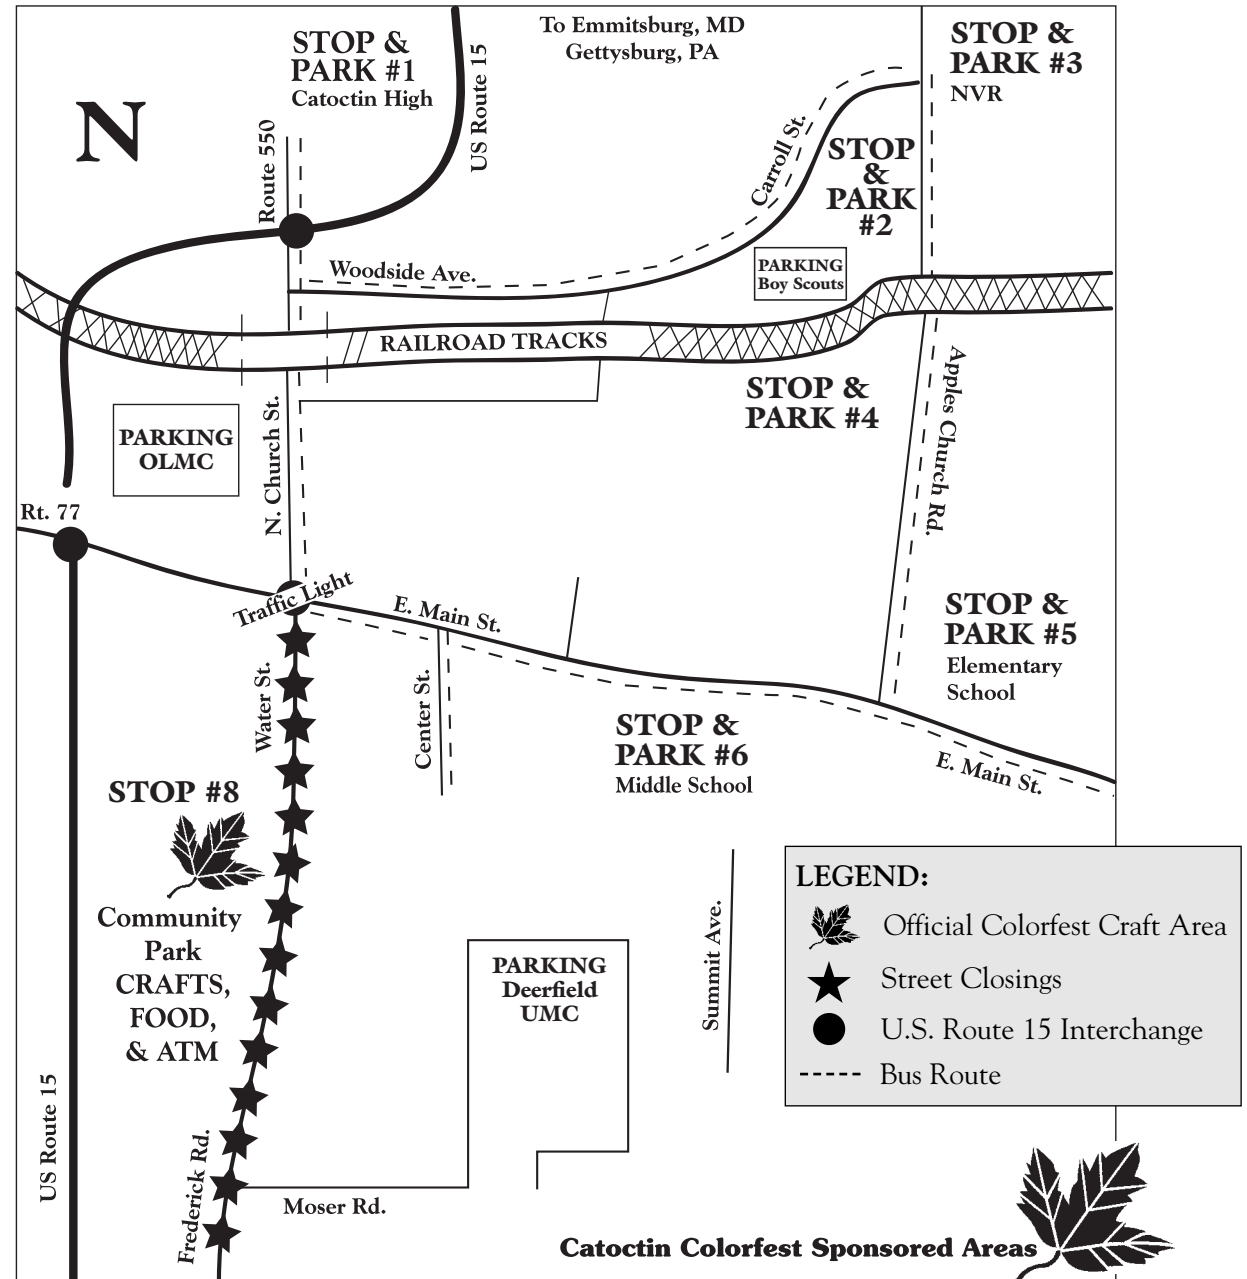 To Emmitsburg, MD
Gettysburg, PA
STOP &
PARK #1
Catoctin High
US Route 15
STOP &
PARK #3
NVR
N
Route 550
Carroll St.
STOP
&
PARK
#2
Woodside Ave.
PARKING
Boy Scouts
RAILROAD TRACKS
STOP &
PARK #4
Apples Church Rd.
PARKING
OLMC
N. Church St.
Rt. 77
Traffic Light
E. Main St.
STOP &
PARK #5
Elementary
School
Water St.
Center St.
STOP &
PARK #6
Middle School
E. Main St.
STOP #8
Community
Park
CRAFTS,
FOOD,
& ATM
PARKING
Deerfield
UMC
Summit Ave.
LEGEND:
Official Colorfest Craft Area
Street Closings
U.S. Route 15 Interchange
Bus Route
US Route 15
Frederick Rd.
Moser Rd.
Catoctin Colorfest Sponsored Areas